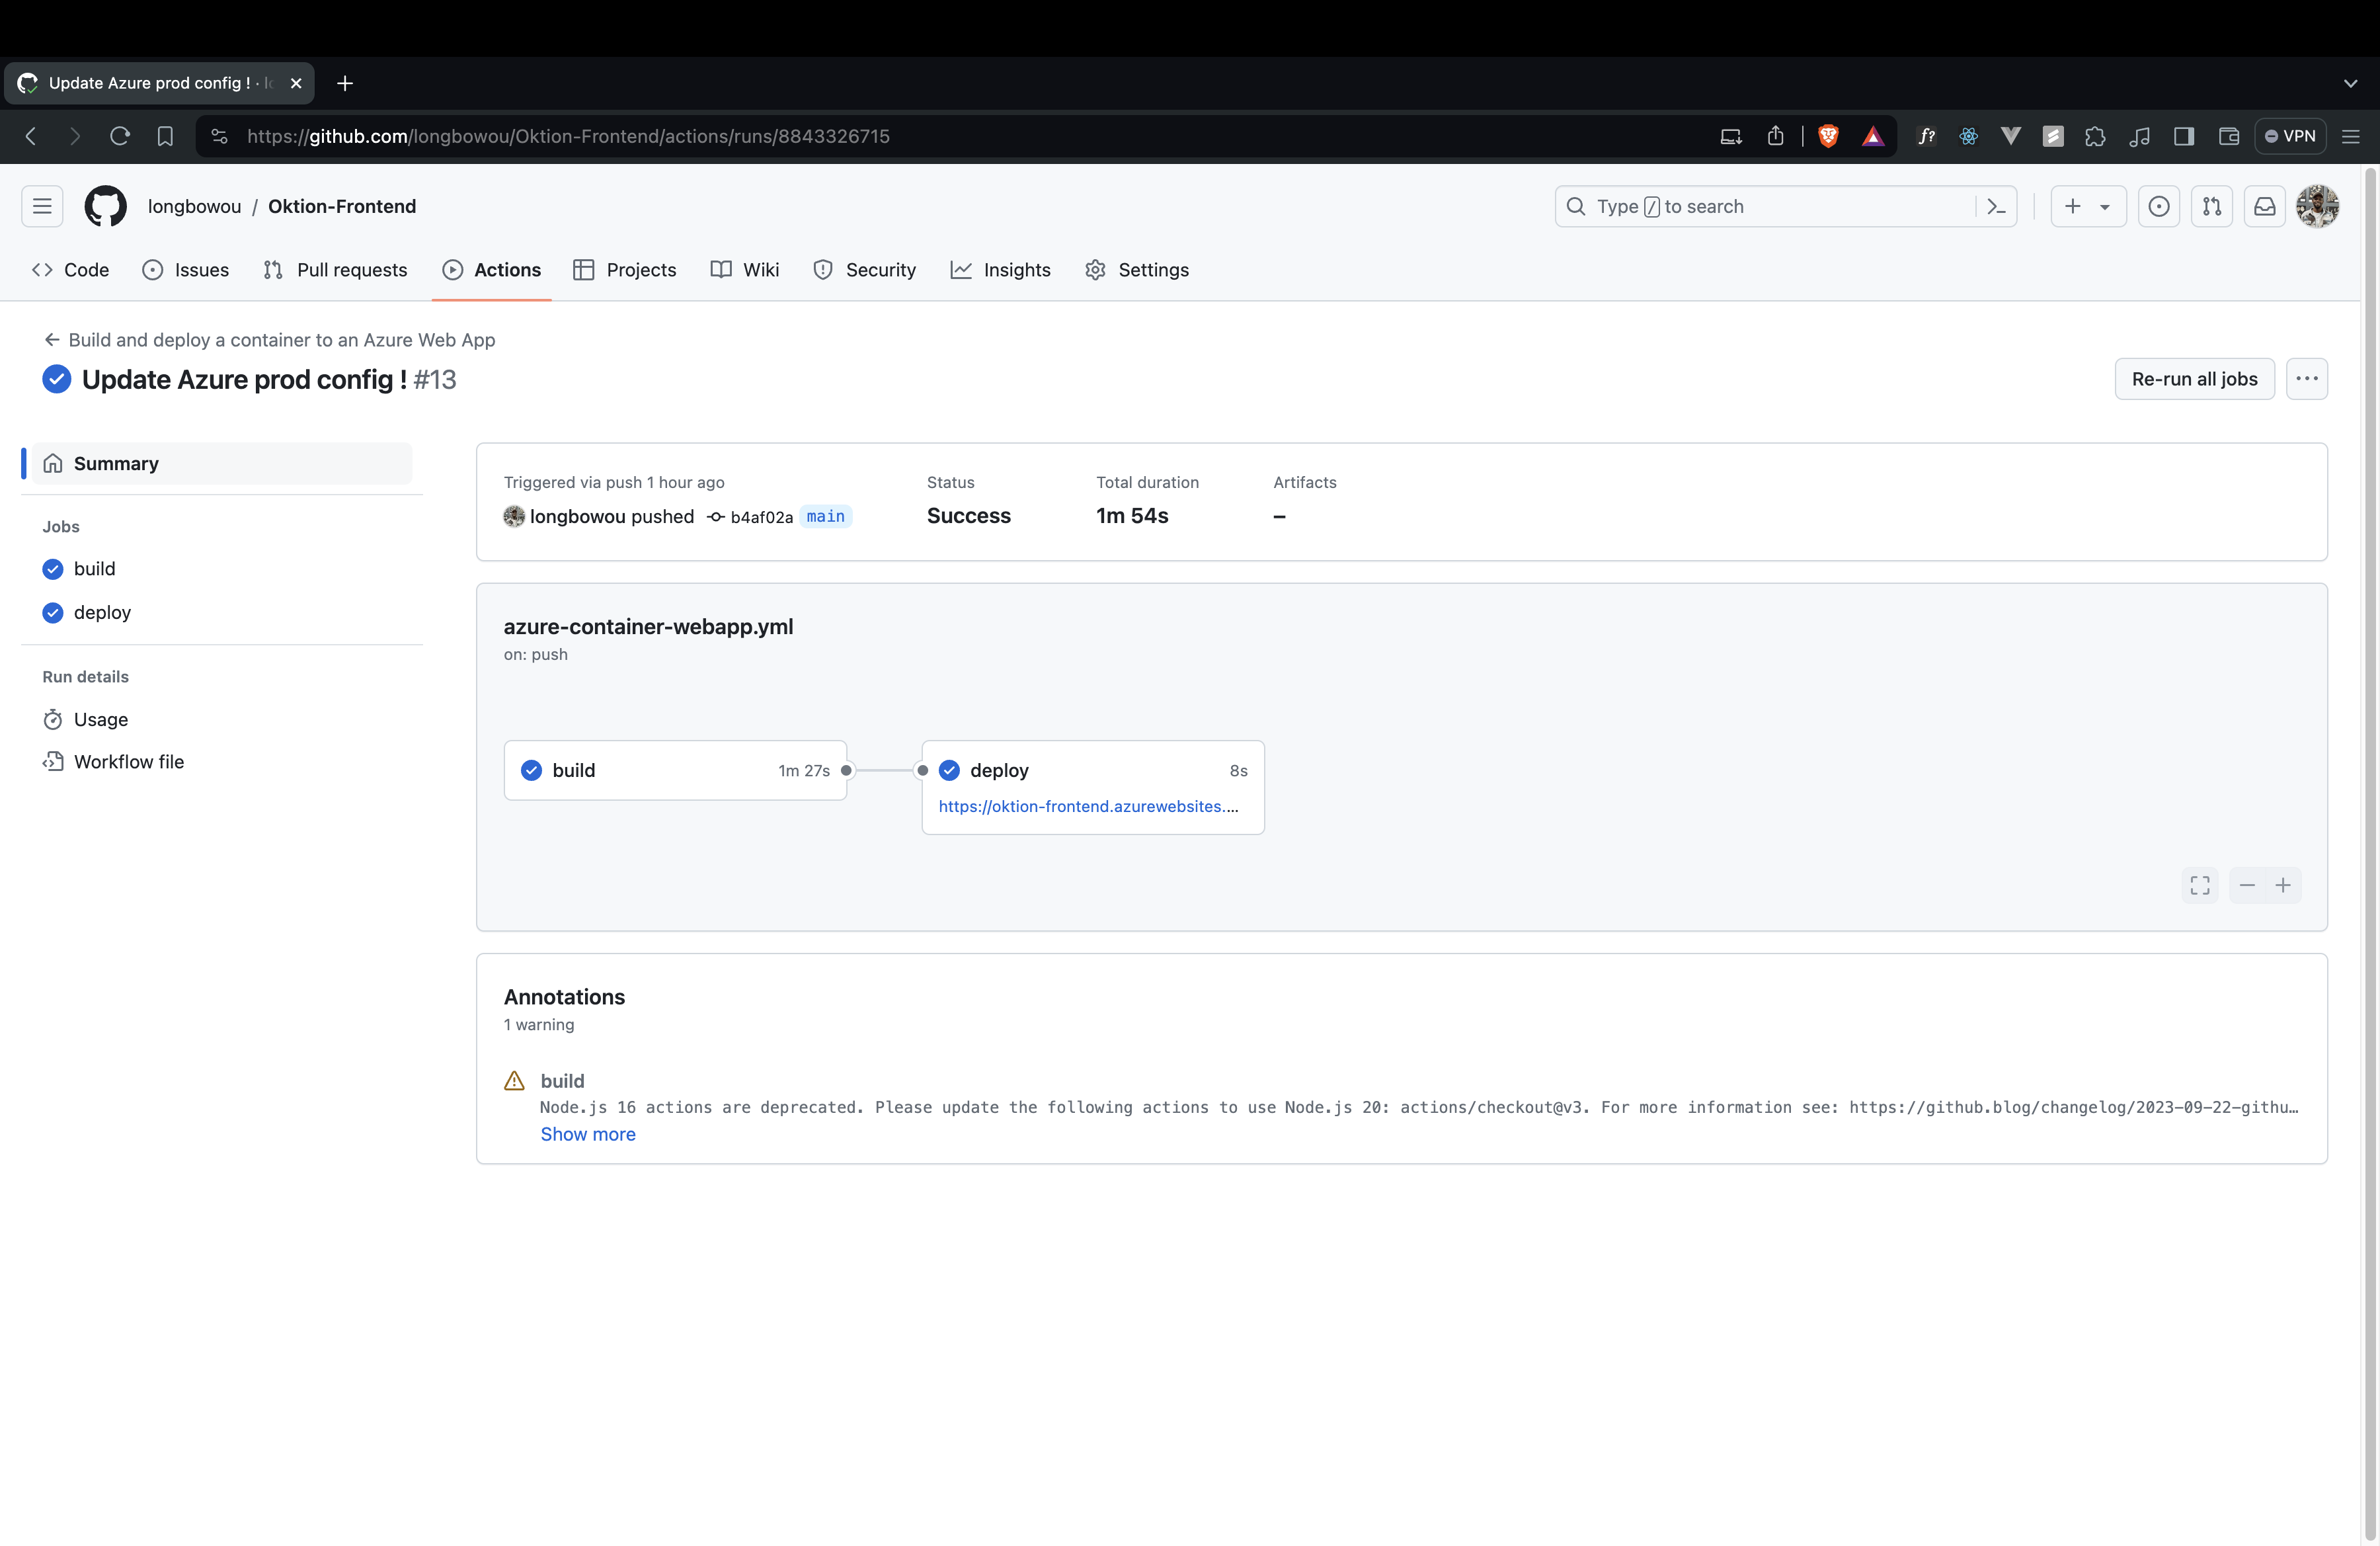 Update Azure prod config ! · lo
https://github.com/longbowou/Oktion-Frontend/actions/runs/8843326715
f?
VPN
longbowou / Oktion-Frontend
Type / to search
Code
Issues
Pull requests
Actions
Projects
Wiki
Security
Insights
Settings
Build and deploy a container to an Azure Web App
Update Azure prod config ! #13
Re-run all jobs
Summary
Jobs
build
deploy
Run details
Usage
Workflow file
Triggered via push 1 hour ago
longbowou pushed b4af02a main
Status
Success
Total duration
1m 54s
Artifacts
–
azure-container-webapp.yml
on: push
build 1m 27s
deploy 8s
https://oktion-frontend.azurewebsites....
Annotations
1 warning
build
Node.js 16 actions are deprecated. Please update the following actions to use Node.js 20: actions/checkout@v3. For more information see: https://github.blog/changelog/2023-09-22-githu…
Show more